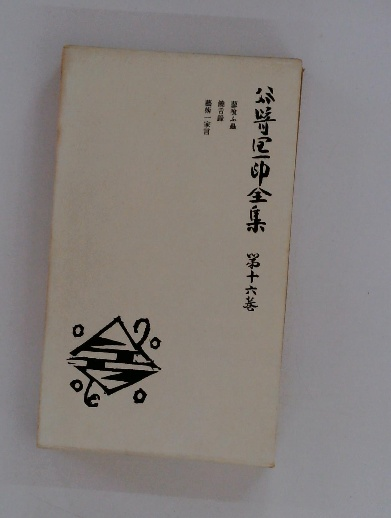 谷崎潤一郎全集 第十六巻
蓼喰ふ蟲
饒舌録
藝術一家言